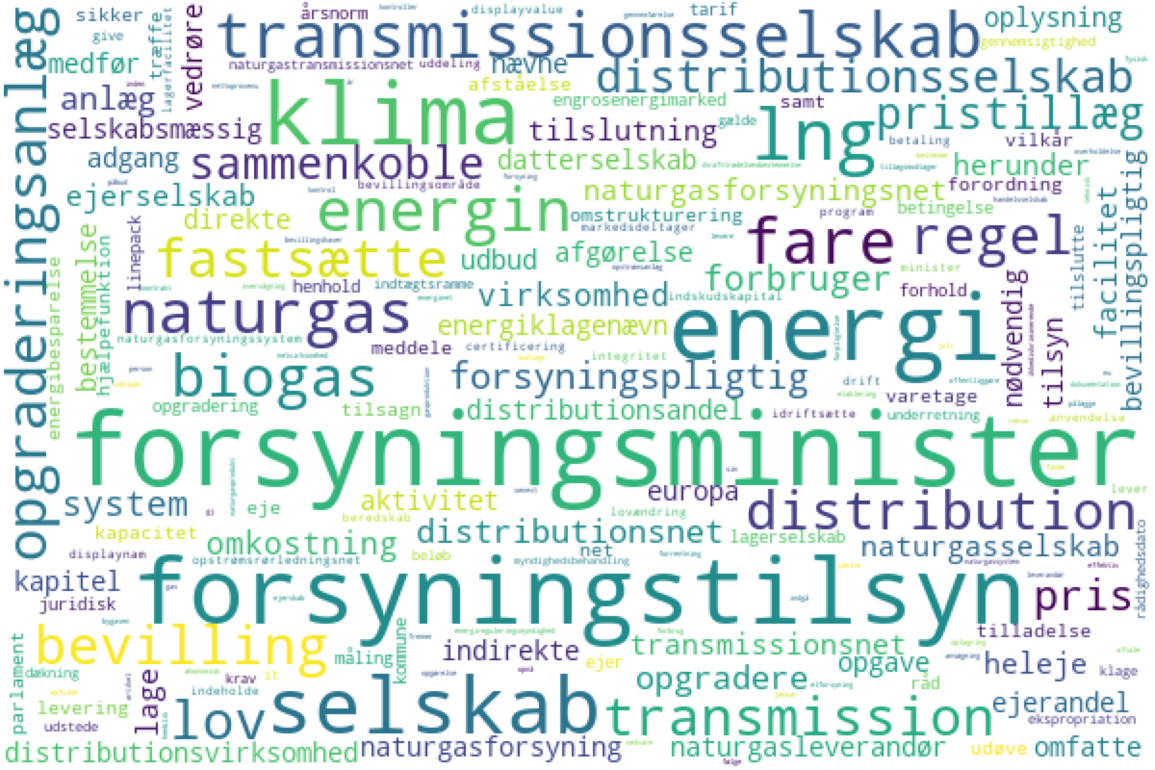 sikker
årsnorm
displayvalue
tarif
oplysning
give
træffe
transmissionsselskab
gennemsigtighed
medfør
vedrøre
naturgastransmissionsnet
uddeling
nævne
distributionsselskab
lagerfacilitet
afståelse
anlæg
klima
engrosenergimarked
samt
lng
pristillæg
selskabsmæssig
tilslutning
gælde
betaling
vilkår
adgang
sammenkoble
datterselskab
herunder
opgraderingsanlæg
ejerselskab
bevillingsområde
naturgasforsyningsnet
forordning
direkte
energin
omstrukturering
program
betingelse
markedsdeltager
fare
regel
facilitet
bevillingspligtig
bestemmelse
hjælpefunktion
linepack
fastsætte
udbud
afgørelse
forbruger
minister
tilslutte
energibesparelse
henhold
indtægtsramme
virksomhed
indskudskapital
forhold
nødvendig
naturgas
energiklagenævn
energi
tilsyn
naturgasforsyningssystem
meddele
certificering
integritet
biogas
forsyningspligtig
drift
varetage
opgradering
tilsagn
distributionsandel
idriftsætte
underretning
anvendelse
forsyningsminister
system
eje
aktivitet
europa
distribution
lever
kapacitet
beredskab
lovændring
distributionsnet
lagerselskab
displaynam
omkostning
opstrømsrørledningsnet
beløb
net
myndighedsbehandling
naturgasselskab
rådighedsdato
kapitel
juridisk
forsyningstilsyn
pris
bevilling
kommune
transmissionsnet
tilladelse
parlament
dækning
måling
indirekte
ejer
opgave
heleje
klage
krav
it
indeholde
opgradere
råd
levering
udstede
lage
lov
selskab
transmission
ejerandel
ekspropriation
distributionsvirksomhed
naturgasforsyning
naturgasleverandør
udøve
omfatte